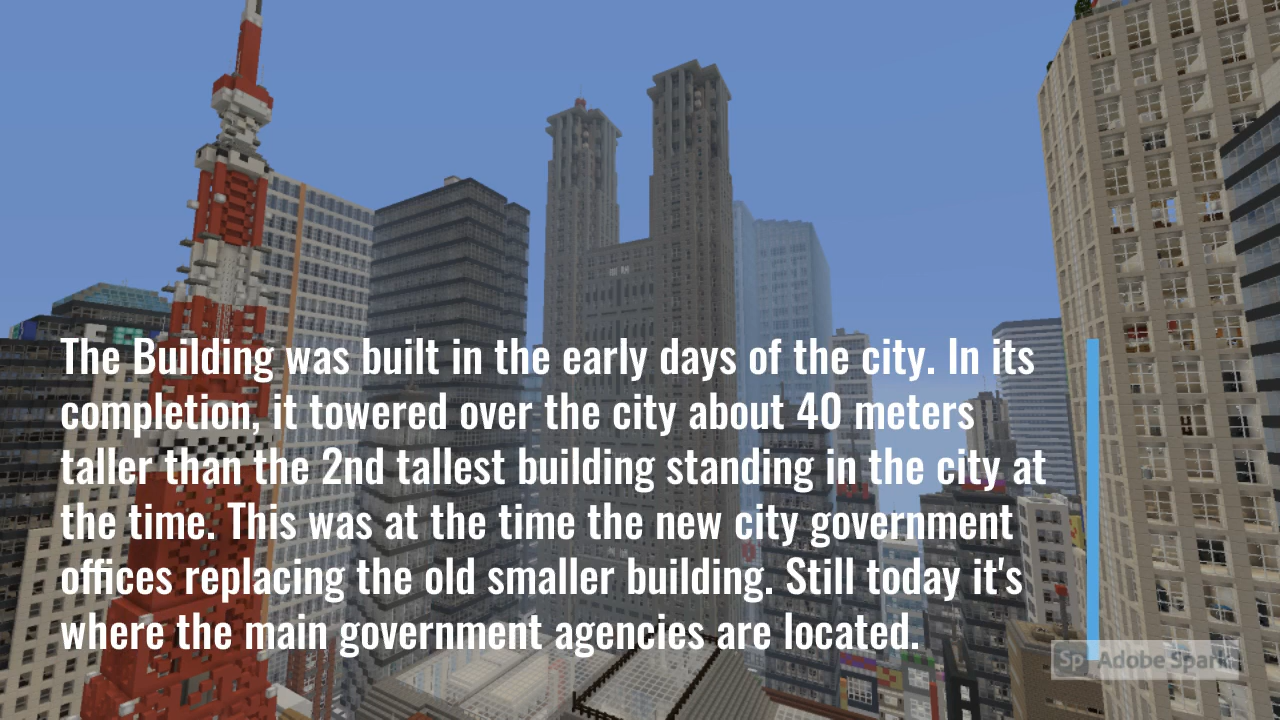 The Building was built in the early days of the city. In its
completion, it towered over the city about 40 meters
taller than the 2nd tallest building standing in the city at
the time. This was at the time the new city government
offices replacing the old smaller building. Still today it's
where the main government agencies are located.
Sp Adobe Spark